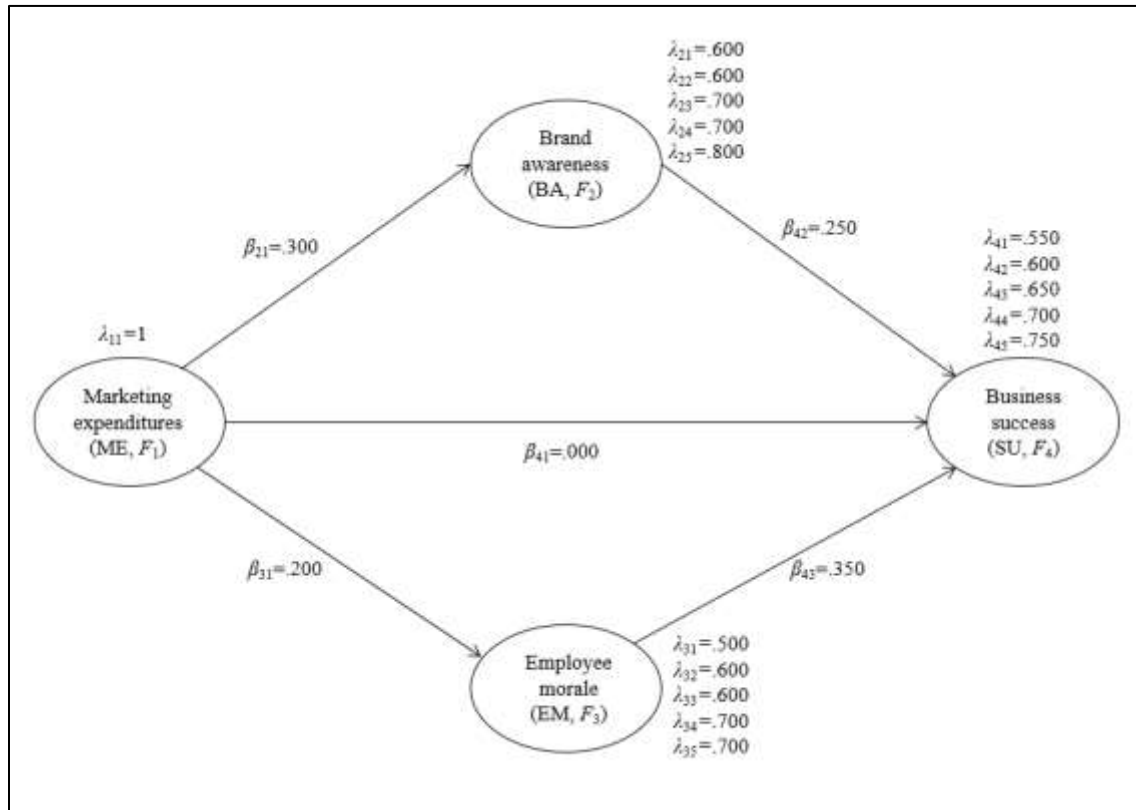 λ21=.600
λ22=.600
λ23=.700
λ24=.700
λ25=.800
Brand
awareness
(BA, F2)
β21=.300
β42=.250
λ41=.550
λ42=.600
λ43=.650
λ44=.700
λ45=.750
λ11=1
Marketing
expenditures
(ME, F1)
Business
success
(SU, F4)
β41=.000
β31=.200
β43=.350
Employee
morale
(EM, F3)
λ31=.500
λ32=.600
λ33=.600
λ34=.700
λ35=.700